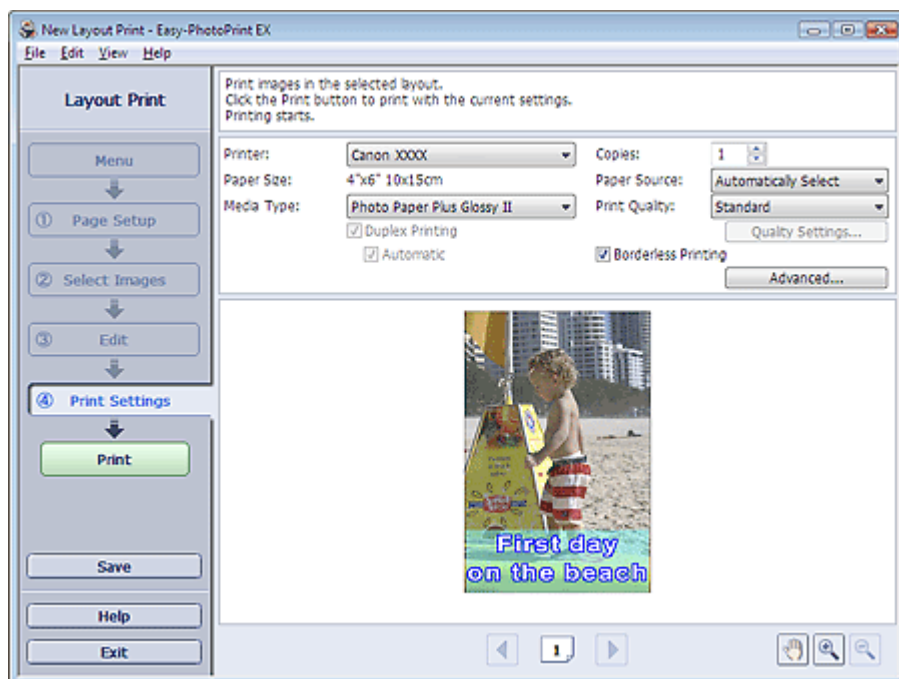 New Layout Print - Easy-PhotoPrint EX
File Edit View Help
Layout Print
Menu
① Page Setup
② Select Images
③ Edit
④ Print Settings
Print
Save
Help
Exit
Print images in the selected layout.
Click the Print button to print with the current settings.
Printing starts.
Printer: Canon XXXX Copies: 1
Paper Size: 4"x6" 10x15cm Paper Source: Automatically Select
Media Type: Photo Paper Plus Glossy II Print Quality: Standard
Duplex Printing Quality Settings...
Automatic Borderless Printing
Advanced...
First day
on the beach
1